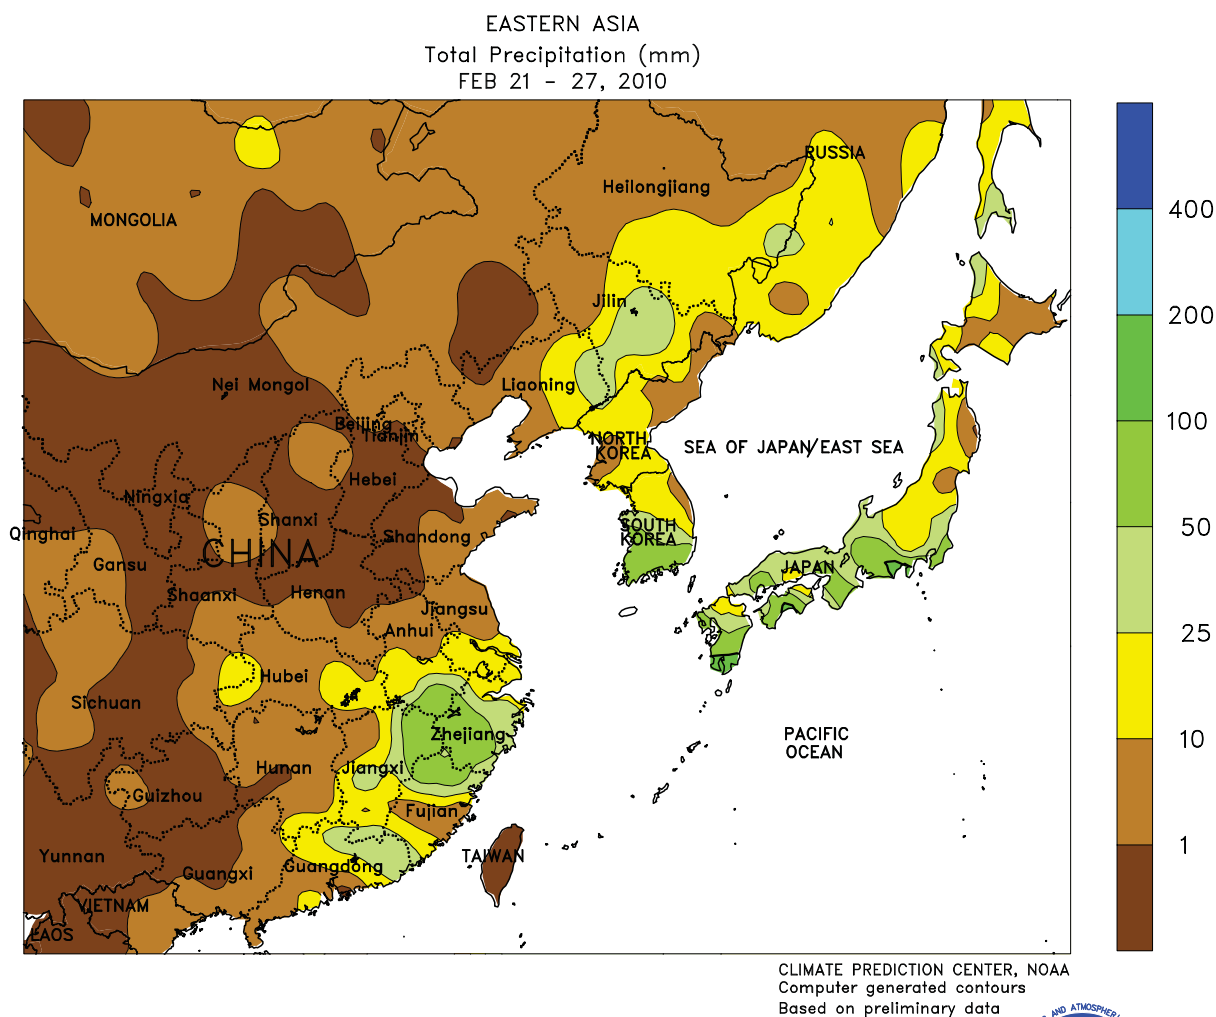 EASTERN ASIA
Total Precipitation (mm)
FEB 21 - 27, 2010
RUSSIA
Heilongjiang
MONGOLIA
Jilin
Nei Mongol
Liaoning
Beijing
Tianjin
NORTH
KOREA
SEA OF JAPAN/EAST SEA
Hebei
Ningxia
Shanxi
Qinghai
Shandong
SOUTH
KOREA
CHINA
Gansu
JAPAN
Shaanxi
Henan
Jiangsu
Anhui
Hubei
Sichuan
Zhejiang
PACIFIC
OCEAN
Hunan
Jiangxi
Guizhou
Fujian
Yunnan
TAIWAN
Guangxi
Guangdong
VIETNAM
LAOS
400
300
200
100
50
25
10
1
CLIMATE PREDICTION CENTER, NOAA
Computer generated contours
Based on preliminary data
AND ATMOSPHERI